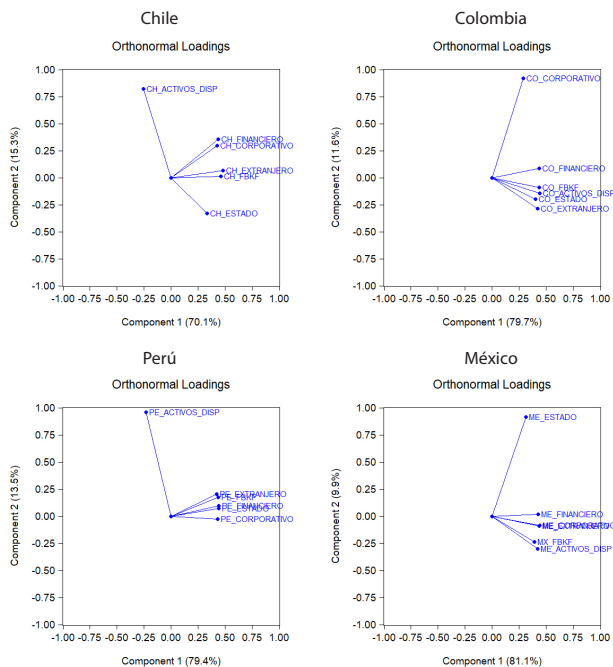 Chile
Orthonormal Loadings
Component 2 (15.3%)
1.00
0.75
0.50
0.25
0.00
-0.25
-0.50
-0.75
-1.00
CH_ACTIVOS_DISP
CH_FINANCIERO
CH_CORPORATIVO
CH_EXTRANJERO
CH_FBKF
CH_ESTADO
-1.00 -0.75 -0.50 -0.25 0.00 0.25 0.50 0.75 1.00
Component 1 (70.1%)
Colombia
Orthonormal Loadings
Component 2 (11.6%)
1.00
0.75
0.50
0.25
0.00
-0.25
-0.50
-0.75
-1.00
CO_CORPORATIVO
CO_FINANCIERO
CO_FBKF
CO_ACTIVOS_DISP
CO_ESTADO
CO_EXTRANJERO
-1.00 -0.75 -0.50 -0.25 0.00 0.25 0.50 0.75 1.00
Component 1 (79.7%)
Perú
Orthonormal Loadings
Component 2 (13.5%)
1.00
0.75
0.50
0.25
0.00
-0.25
-0.50
-0.75
-1.00
PE_ACTIVOS_DISP
PE_EXTRANJERO
PE_FBKF
PE_FINANCIERO
PE_ESTADO
PE_CORPORATIVO
-1.00 -0.75 -0.50 -0.25 0.00 0.25 0.50 0.75 1.00
Component 1 (79.4%)
México
Orthonormal Loadings
Component 2 (9.9%)
1.00
0.75
0.50
0.25
0.00
-0.25
-0.50
-0.75
-1.00
ME_ESTADO
ME_FINANCIERO
MX_FBKF
ME_ACTIVOS_DISP
-1.00 -0.75 -0.50 -0.25 0.00 0.25 0.50 0.75 1.00
Component 1 (81.1%)